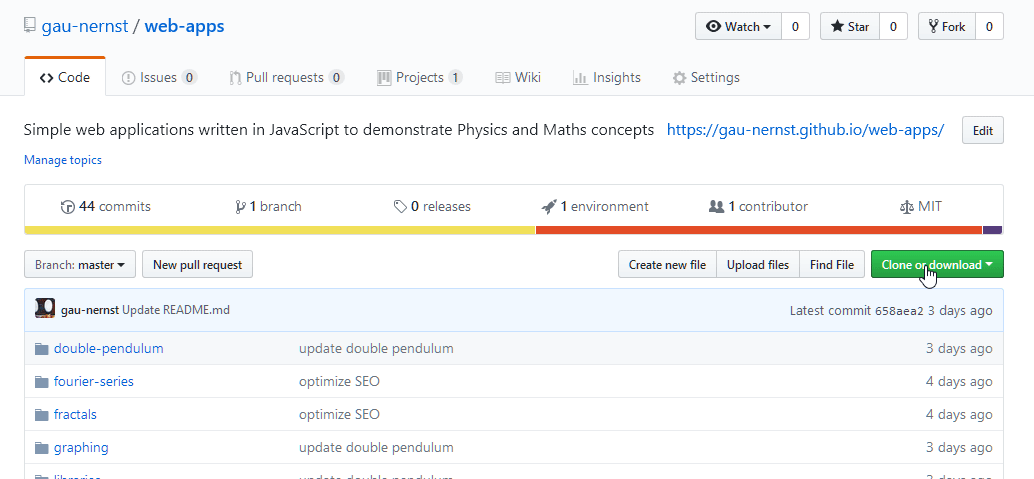 gau-nernst / web-apps Watch 0 Star 0 Fork 0
Code Issues 0 Pull requests 0 Projects 1 Wiki Insights Settings
Simple web applications written in JavaScript to demonstrate Physics and Maths concepts https://gau-nernst.github.io/web-apps/ Edit
Manage topics
44 commits 1 branch 0 releases 1 environment 1 contributor MIT
Branch: master New pull request Create new file Upload files Find File Clone or download
gau-nernst Update README.md Latest commit 658aea2 3 days ago
double-pendulum update double pendulum 3 days ago
fourier-series optimize SEO 4 days ago
fractals optimize SEO 4 days ago
graphing update double pendulum 3 days ago